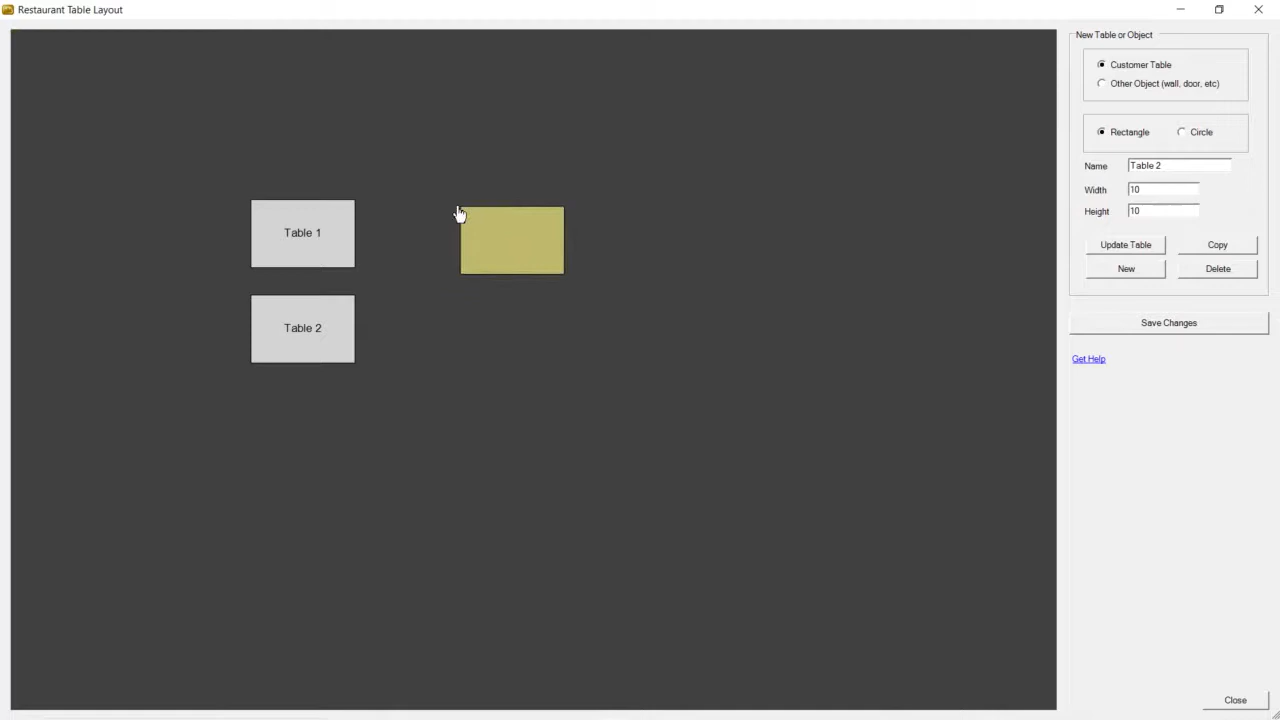 Restaurant Table Layout
New Table or Object
Customer Table
Other Object (wall, door, etc)
Rectangle Circle
Name Table 2
Width 10
Height 10
Update Table Copy
New Delete
Save Changes
Get Help
Table 1
Table 2
Close